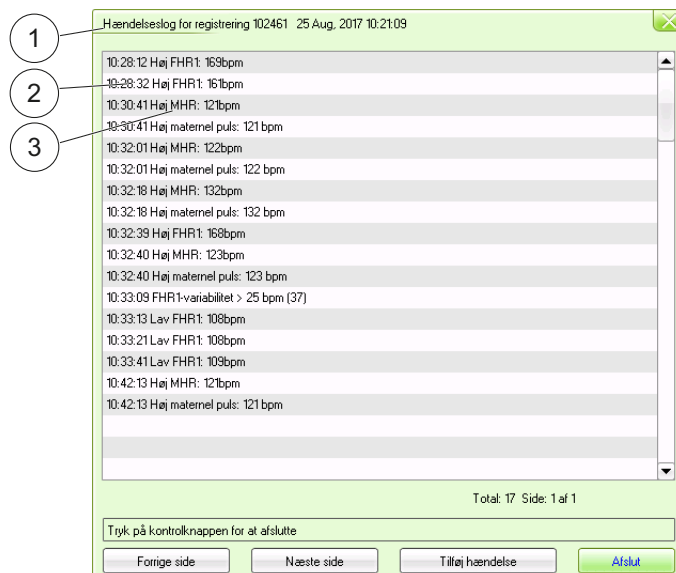 1
2
3
Hændelseslog for registrering 102461 25 Aug, 2017 10:21:09
10:28:12 Høj FHR1: 169bpm
10:28:32 Høj FHR1: 161bpm
10:30:41 Høj MHR: 121bpm
10:30:41 Høj maternel puls: 121 bpm
10:32:01 Høj MHR: 122bpm
10:32:01 Høj maternel puls: 122 bpm
10:32:18 Høj MHR: 132bpm
10:32:18 Høj maternel puls: 132 bpm
10:32:39 Høj FHR1: 168bpm
10:32:40 Høj MHR: 123bpm
10:32:40 Høj maternel puls: 123 bpm
10:33:09 FHR1-variabilitet > 25 bpm (37)
10:33:13 Lav FHR1: 108bpm
10:33:21 Lav FHR1: 108bpm
10:33:41 Lav FHR1: 109bpm
10:42:13 Høj MHR: 121bpm
10:42:13 Høj maternel puls: 121 bpm
Total: 17 Side: 1 af 1
Tryk på kontrolknappen for at afslutte
Forrige side Næste side Tilføj hændelse Afslut